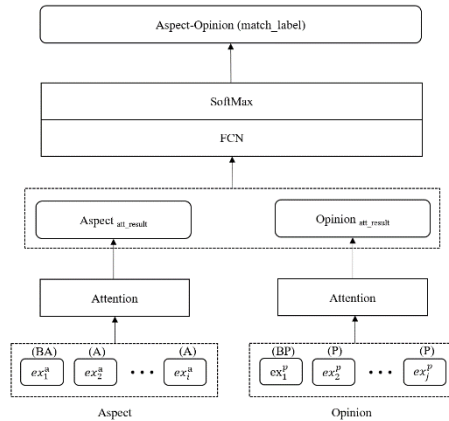 Aspect-Opinion (match_label)
SoftMax
FCN
Aspect att_result Opinion att_result
Attention Attention
(BA) (A) (A) (BP) (P) (P)
ex₁ᵃ ex₂ᵃ • • • exᵢᵃ ex₁ᵖ ex₂ᵖ • • • exⱼᵖ
Aspect Opinion